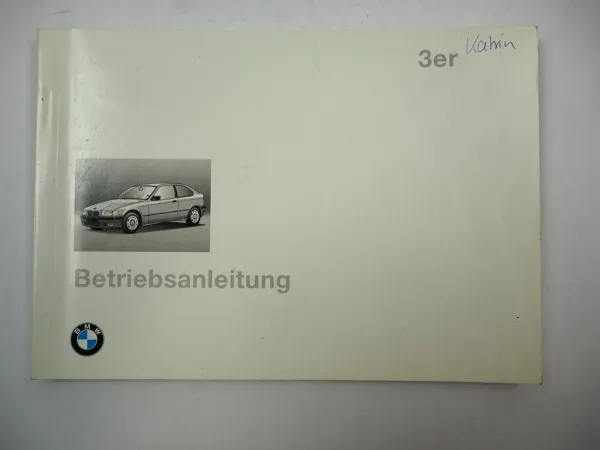 3er Katrin
Betriebsanleitung
BMW